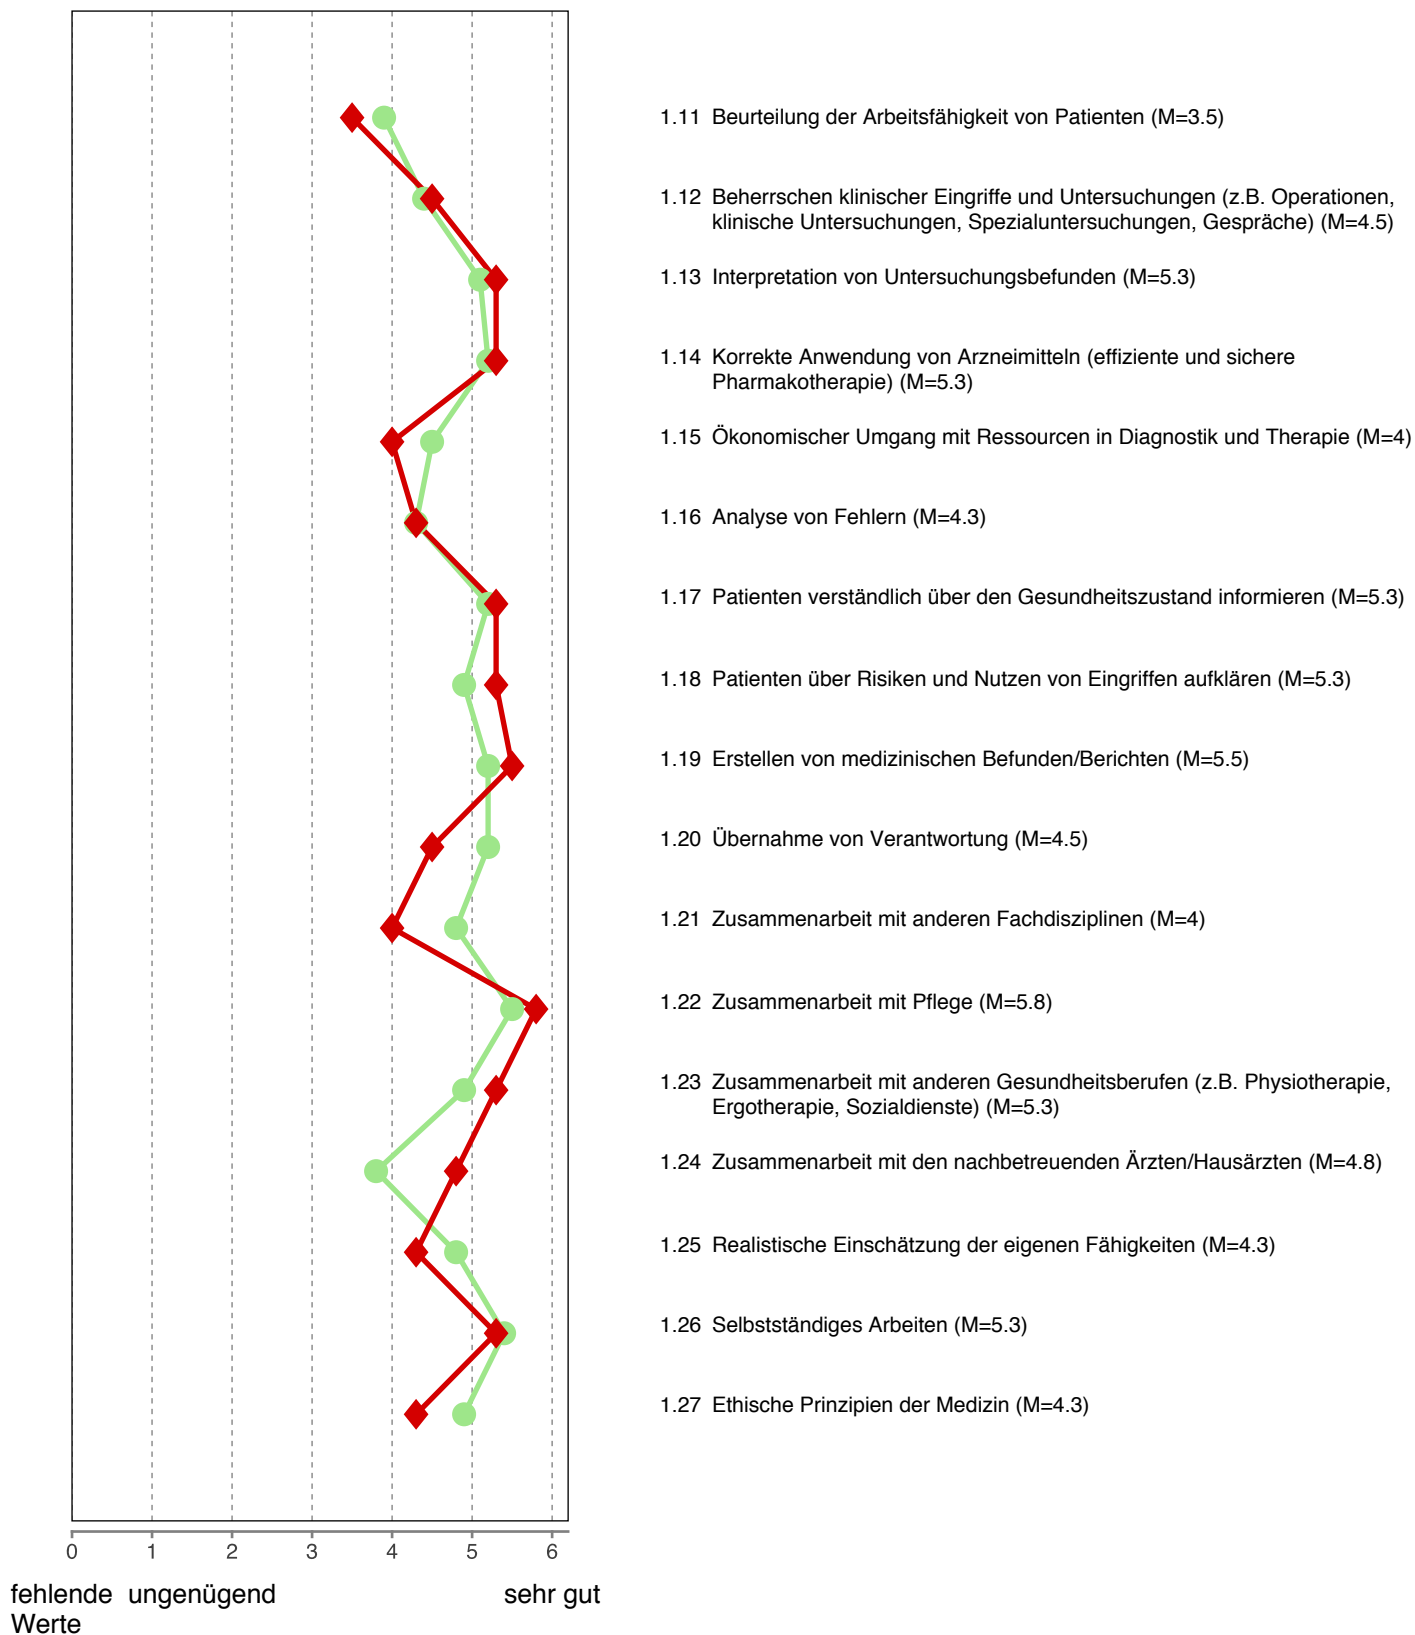 1.11 Beurteilung der Arbeitsfähigkeit von Patienten (M=3.5)
1.12 Beherrschen klinischer Eingriffe und Untersuchungen (z.B. Operationen,
klinische Untersuchungen, Spezialuntersuchungen, Gespräche) (M=4.5)
1.13 Interpretation von Untersuchungsbefunden (M=5.3)
1.14 Korrekte Anwendung von Arzneimitteln (effiziente und sichere
Pharmakotherapie) (M=5.3)
1.15 Ökonomischer Umgang mit Ressourcen in Diagnostik und Therapie (M=4)
1.16 Analyse von Fehlern (M=4.3)
1.17 Patienten verständlich über den Gesundheitszustand informieren (M=5.3)
1.18 Patienten über Risiken und Nutzen von Eingriffen aufklären (M=5.3)
1.19 Erstellen von medizinischen Befunden/Berichten (M=5.5)
1.20 Übernahme von Verantwortung (M=4.5)
1.21 Zusammenarbeit mit anderen Fachdisziplinen (M=4)
1.22 Zusammenarbeit mit Pflege (M=5.8)
1.23 Zusammenarbeit mit anderen Gesundheitsberufen (z.B. Physiotherapie,
Ergotherapie, Sozialdienste) (M=5.3)
1.24 Zusammenarbeit mit den nachbetreuenden Ärzten/Hausärzten (M=4.8)
1.25 Realistische Einschätzung der eigenen Fähigkeiten (M=4.3)
1.26 Selbstständiges Arbeiten (M=5.3)
1.27 Ethische Prinzipien der Medizin (M=4.3)
0 1 2 3 4 5 6
fehlende ungenügend sehr gut
Werte